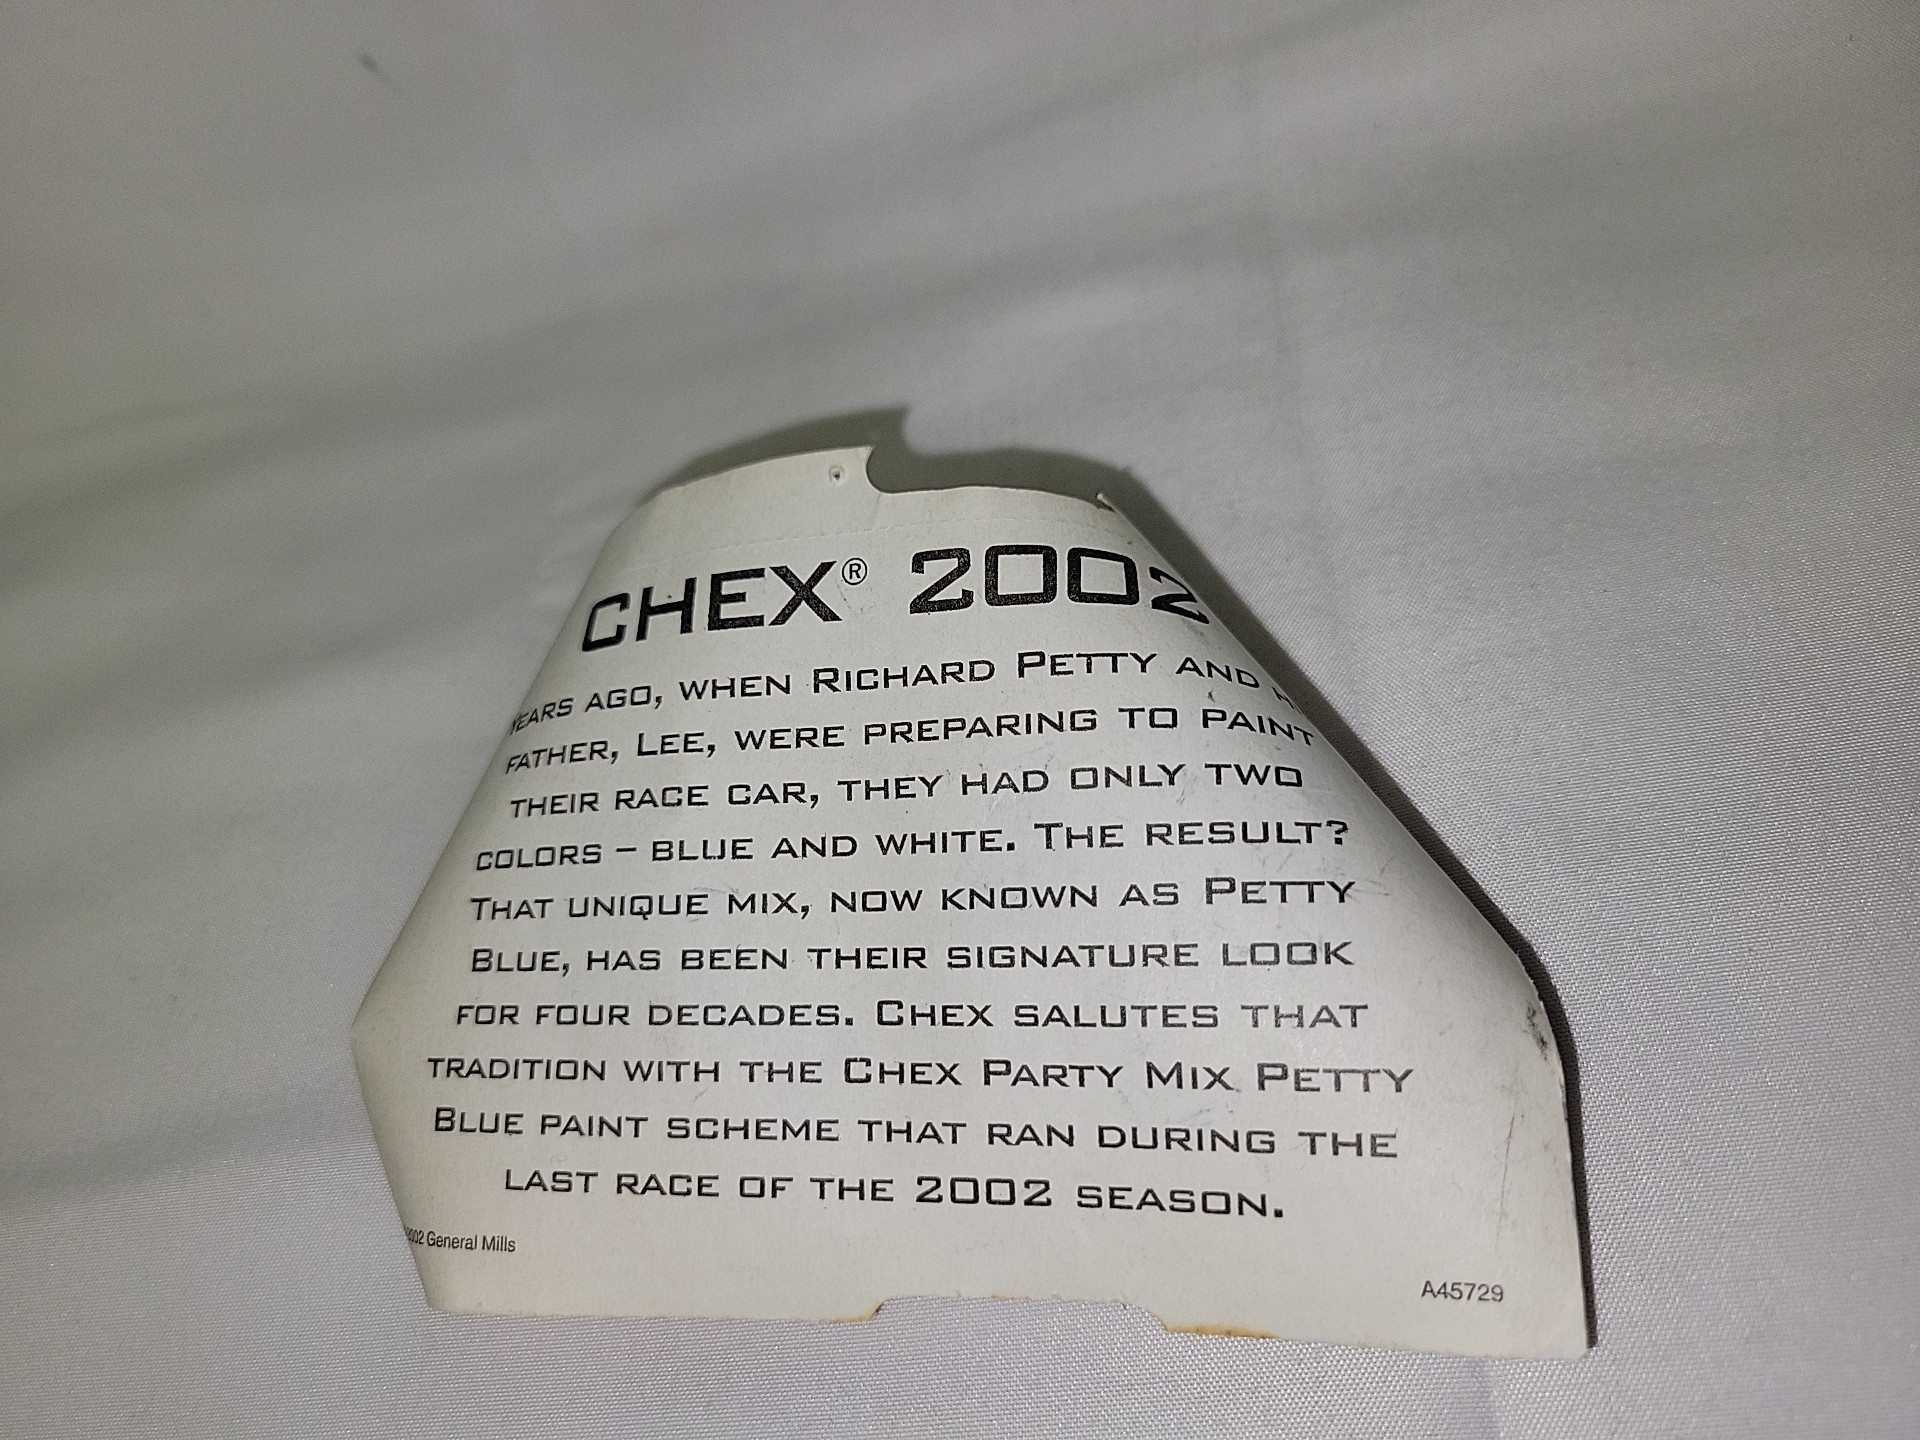 CHEX® 2002
YEARS AGO, WHEN RICHARD PETTY AND
FATHER, LEE, WERE PREPARING TO PAINT
THEIR RACE CAR, THEY HAD ONLY TWO
COLORS – BLUE AND WHITE. THE RESULT?
THAT UNIQUE MIX, NOW KNOWN AS PETTY
BLUE, HAS BEEN THEIR SIGNATURE LOOK
FOR FOUR DECADES. CHEX SALUTES THAT
TRADITION WITH THE CHEX PARTY MIX PETTY
BLUE PAINT SCHEME THAT RAN DURING THE
LAST RACE OF THE 2002 SEASON.
2002 General Mills
A45729